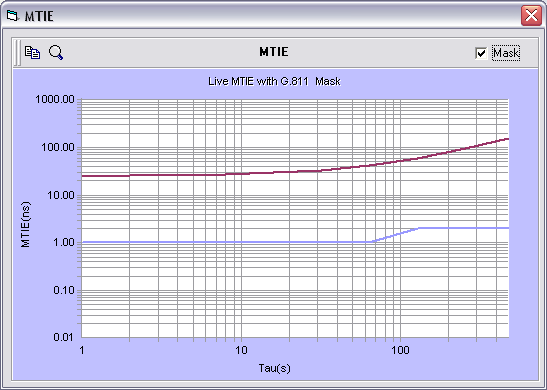 MTIE
MTIE
Mask
Live MTIE with G.811 Mask
1000.00
100.00
10.00
1.00
0.10
0.01
MTIE(ns)
1 10 100
Tau(s)